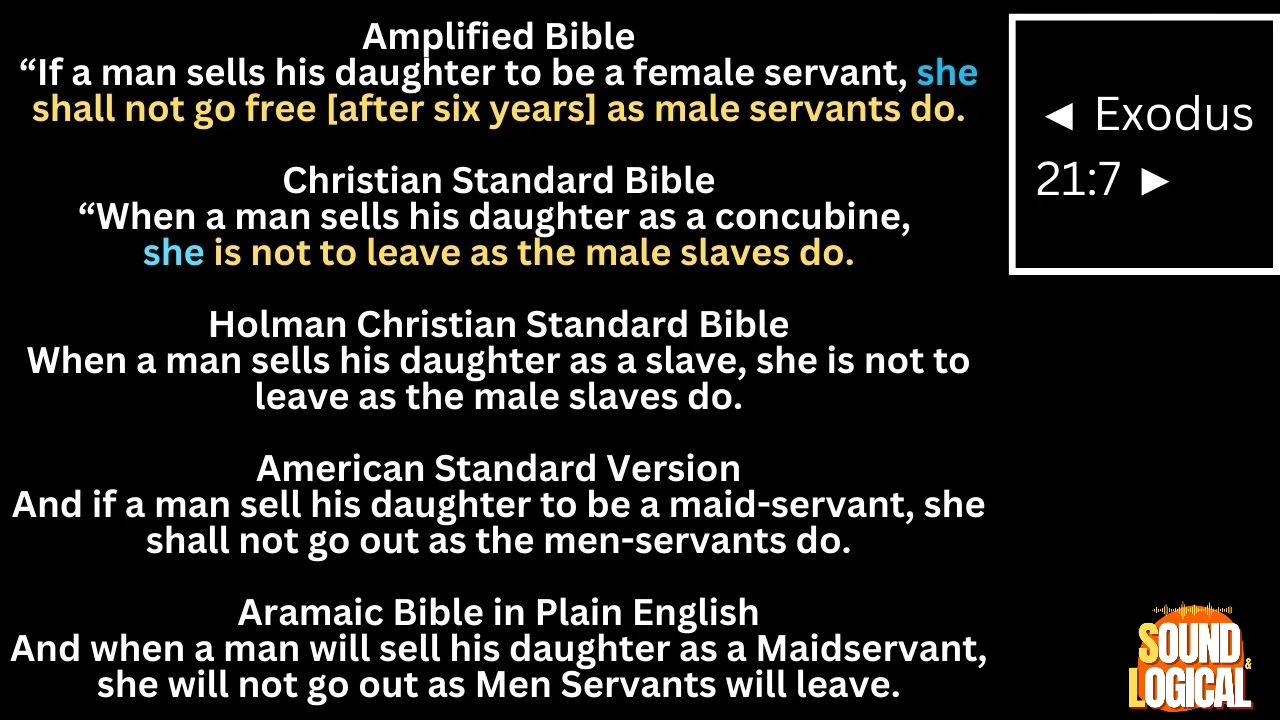 Amplified Bible
“If a man sells his daughter to be a female servant, she
shall not go free [after six years] as male servants do.
Christian Standard Bible
“When a man sells his daughter as a concubine,
she is not to leave as the male slaves do.
Holman Christian Standard Bible
When a man sells his daughter as a slave, she is not to
leave as the male slaves do.
American Standard Version
And if a man sell his daughter to be a maid-servant, she
shall not go out as the men-servants do.
Aramaic Bible in Plain English
And when a man will sell his daughter as a Maidservant,
she will not go out as Men Servants will leave.
◄ Exodus
21:7 ►
SOUND
&
LOGICAL